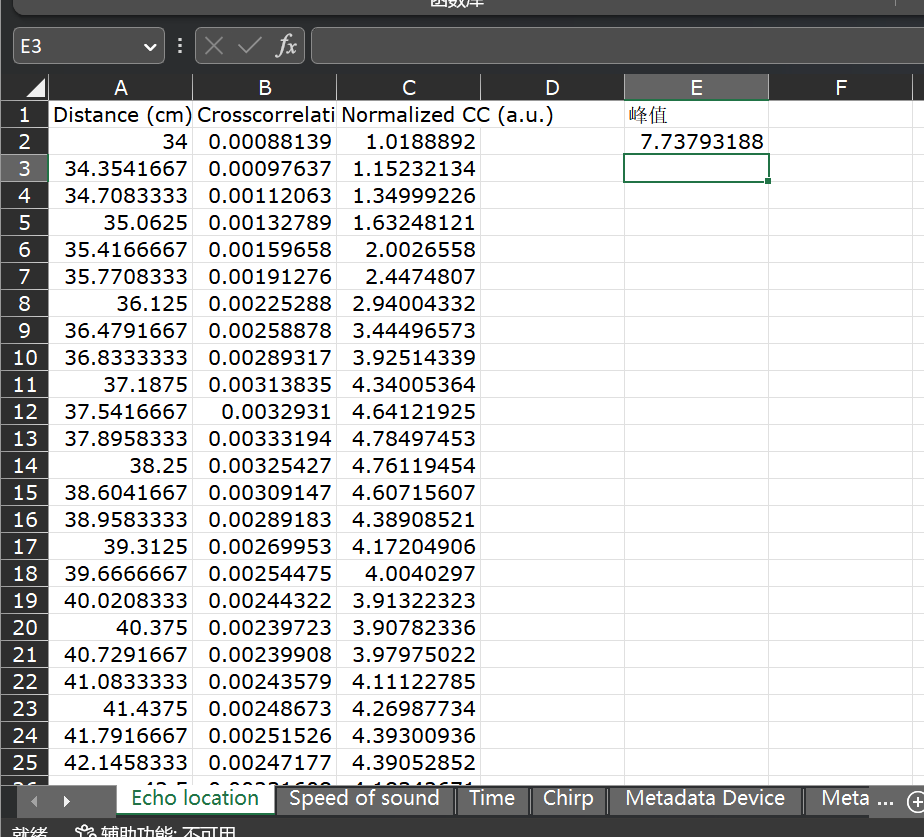 函数库
E3 fx
A B C D E F
1 Distance (cm) Crosscorrelati Normalized CC (a.u.) 峰值
2 34 0.00088139 1.0188892 7.73793188
3 34.3541667 0.00097637 1.15232134
4 34.7083333 0.00112063 1.34999226
5 35.0625 0.00132789 1.63248121
6 35.4166667 0.00159658 2.0026558
7 35.7708333 0.00191276 2.4474807
8 36.125 0.00225288 2.94004332
9 36.4791667 0.00258878 3.44496573
10 36.8333333 0.00289317 3.92514339
11 37.1875 0.00313835 4.34005364
12 37.5416667 0.0032931 4.64121925
13 37.8958333 0.00333194 4.78497453
14 38.25 0.00325427 4.76119454
15 38.6041667 0.00309147 4.60715607
16 38.9583333 0.00289183 4.38908521
17 39.3125 0.00269953 4.17204906
18 39.6666667 0.00254475 4.0040297
19 40.0208333 0.00244322 3.91322323
20 40.375 0.00239723 3.90782336
21 40.7291667 0.00239908 3.97975022
22 41.0833333 0.00243579 4.11122785
23 41.4375 0.00248673 4.26987734
24 41.7916667 0.00251526 4.39300936
25 42.1458333 0.00247177 4.39052852
Echo location Speed of sound Time Chirp Metadata Device Meta ...
就绪 辅助功能: 不可用